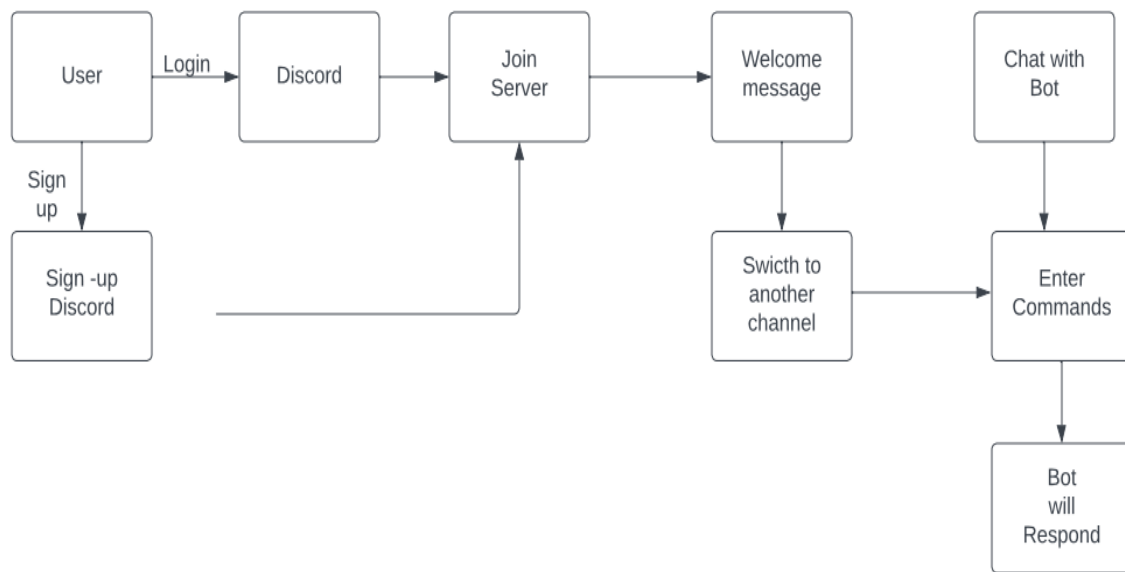 User
Login
Discord
Join
Server
Welcome
message
Chat with
Bot
Sign
up
Sign -up
Discord
Swicth to
another
channel
Enter
Commands
Bot
will
Respond